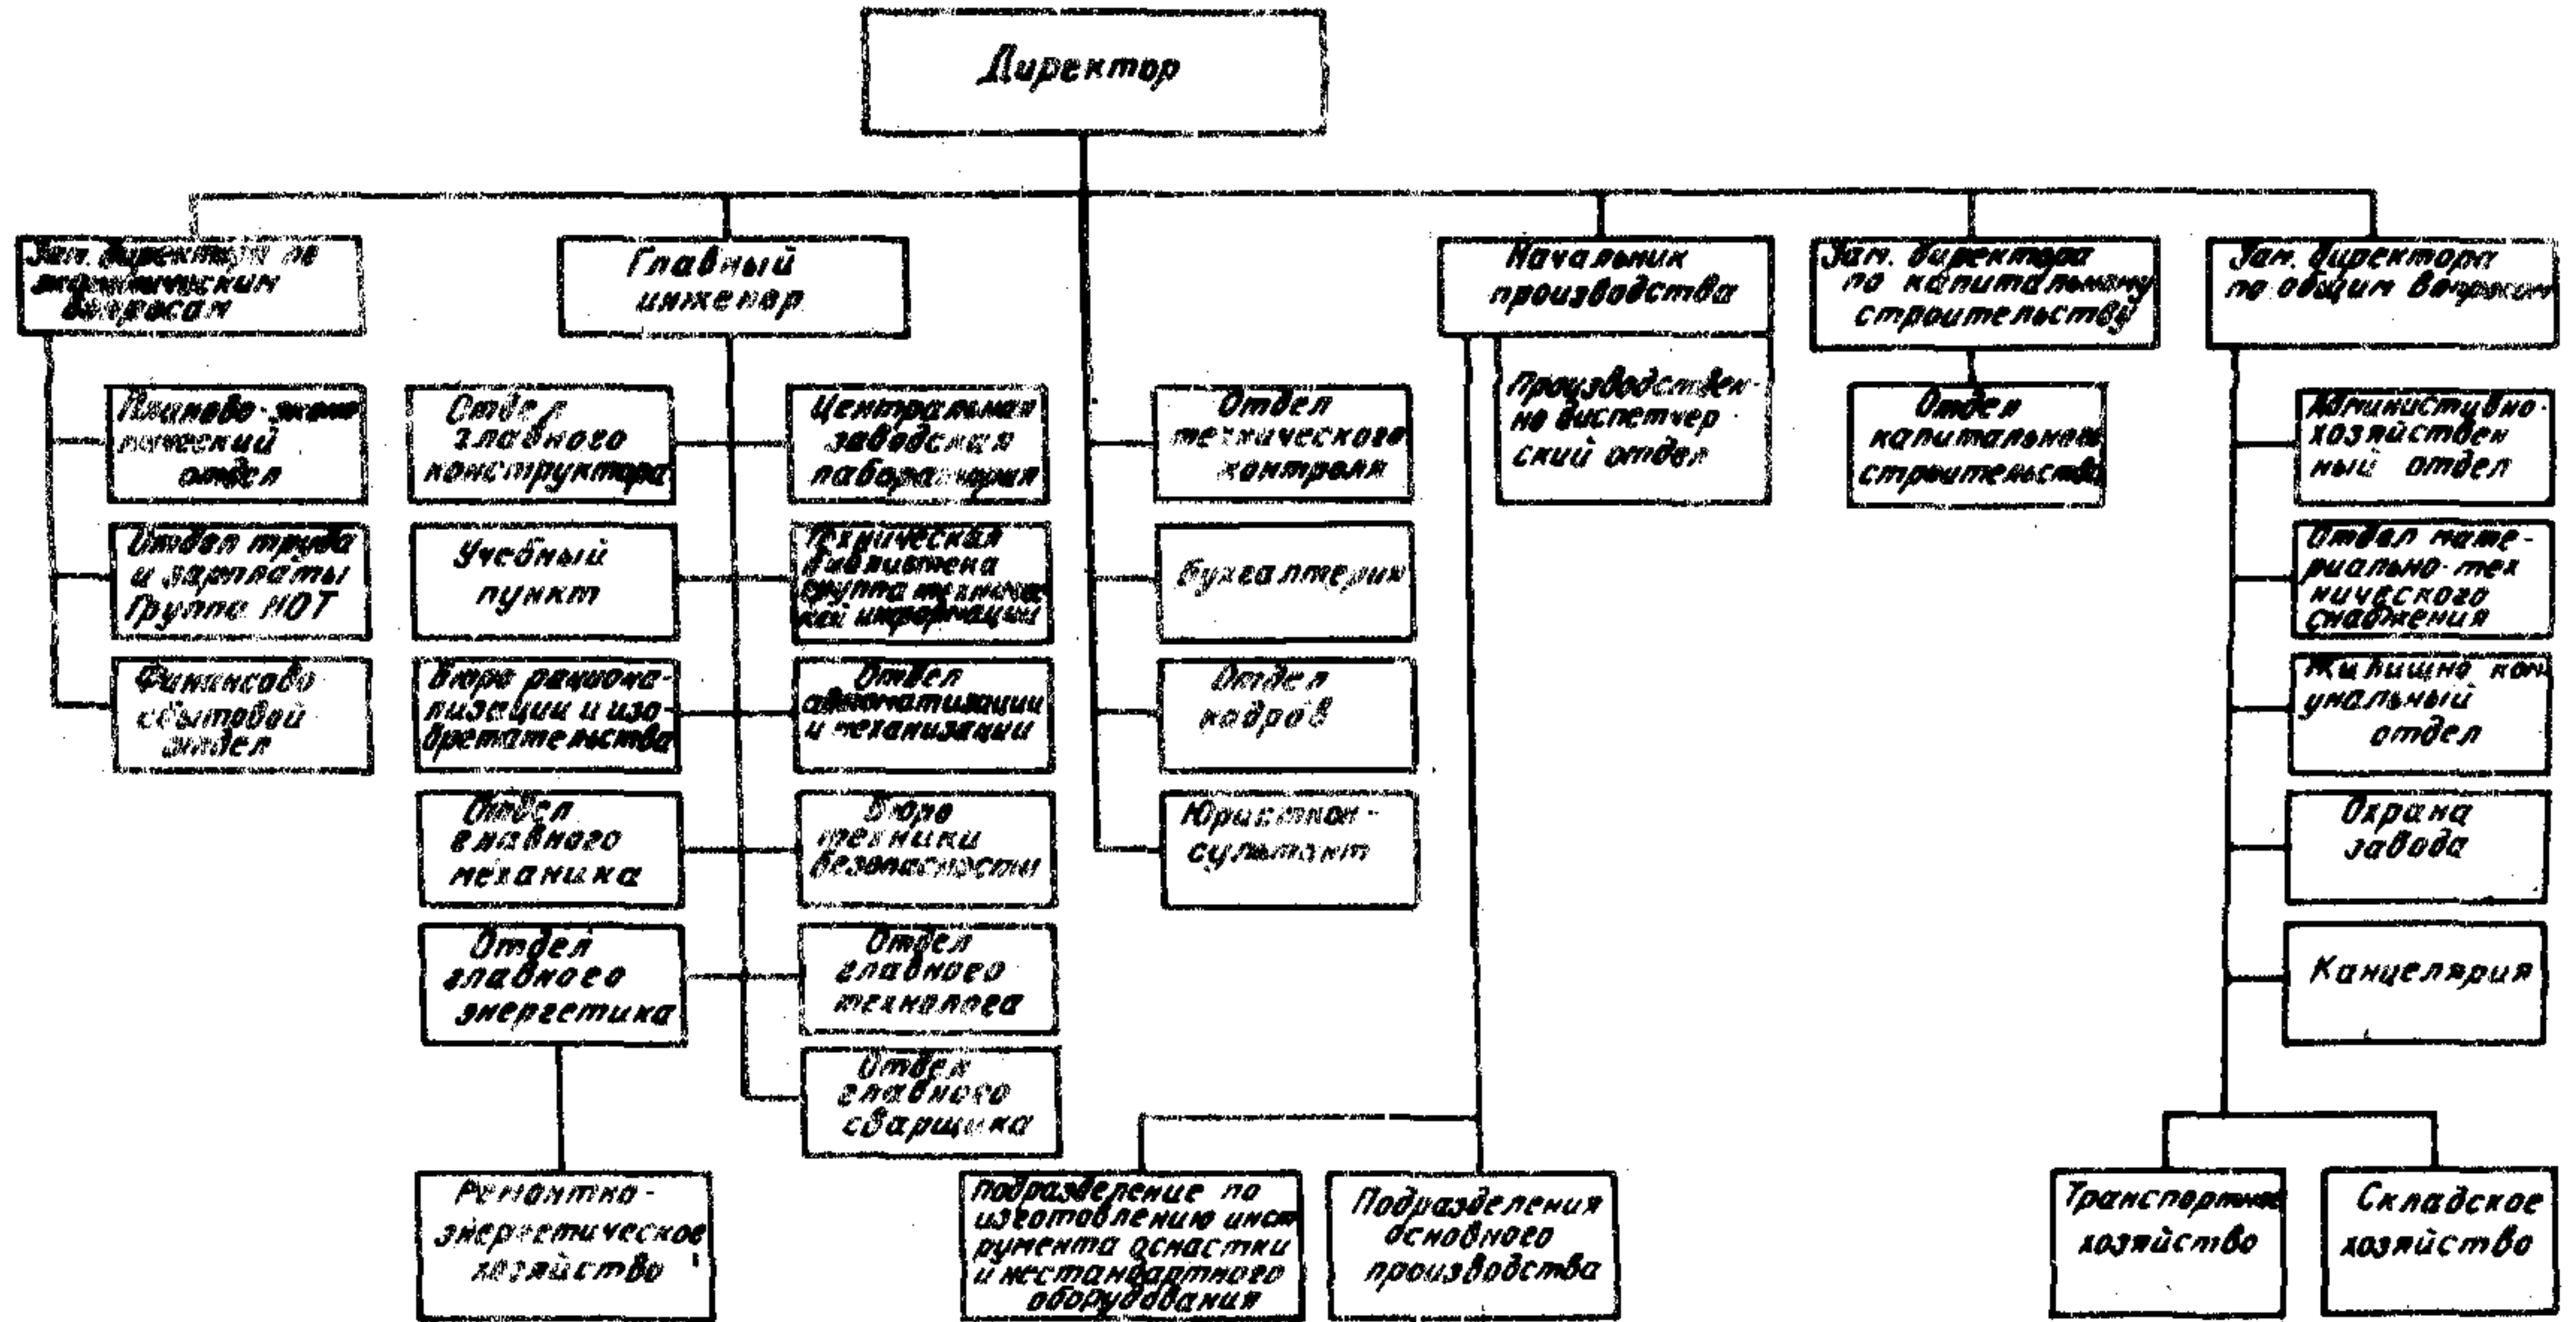 Директор
Зам. директора по
экономическим
вопросам
Главный
инженер
Начальник
производства
Зам. директора
по капитальному
строительству
Зам. директора
по общим вопросам
Планово-эконо
мический
отдел
Отдел
главного
конструктора
Центральная
заводская
лаборатория
Отдел
технического
контроля
Производствен-
но диспетчер
ский отдел
Отдел
капитального
строительства
Административно-
хозяйствен
ный отдел
Отдел труда
и зарплаты
Группа НОТ
Учебный
пункт
Техническая
библиотека
группа техничес
кой информации
Бухгалтерия
Отдел мате-
риально-тех
нического
снабжения
Финансово
сбытовой
отдел
Бюро рациона-
лизации и изо-
бретательства
Отдел
автоматизации
и механизации
Отдел
кадров
Жилищно ком
унальный
отдел
Отдел
главного
механика
Бюро
техники
безопасности
Юристкон-
сультант
Охрана
завода
Отдел
главного
энергетика
Отдел
главного
технолога
Канцелярия
Отдел
главного
сварщика
Ремонтно-
энергетическое
хозяйство
Подразделение по
изготовлению инст
румента оснастки
и нестандартного
оборудования
Подразделения
основного
производства
Транспортное
хозяйство
Складское
хозяйство